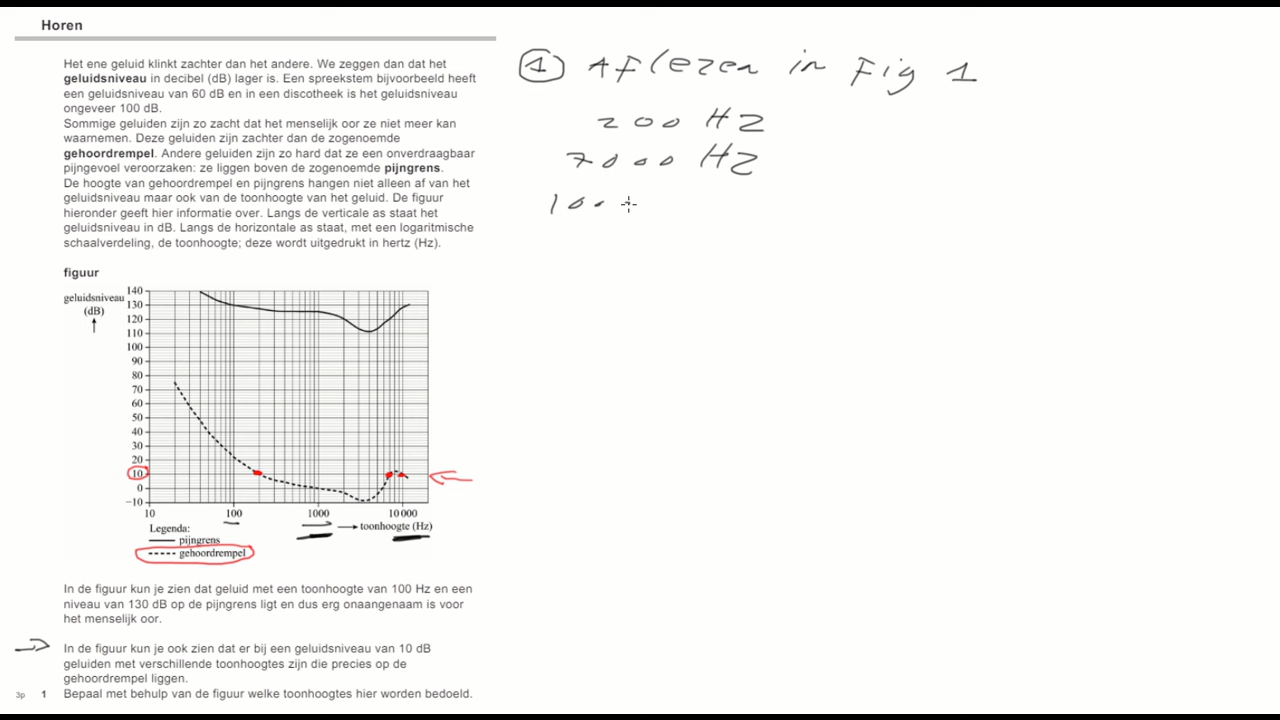 Horen
Het ene geluid klinkt zachter dan het andere. We zeggen dan dat het
geluidsniveau in decibel (dB) lager is. Een spreekstem bijvoorbeeld heeft
een geluidsniveau van 60 dB en in een discotheek is het geluidsniveau
ongeveer 100 dB.
Sommige geluiden zijn zo zacht dat het menselijk oor ze niet meer kan
waarnemen. Deze geluiden zijn zachter dan de zogenoemde
gehoordrempel. Andere geluiden zijn zo hard dat ze een onverdraagbaar
pijngevoel veroorzaken: ze liggen boven de zogenoemde pijngrens.
De hoogte van gehoordrempel en pijngrens hangen niet alleen af van het
geluidsniveau maar ook van de toonhoogte van het geluid. De figuur
hieronder geeft hier informatie over. Langs de verticale as staat het
geluidsniveau in dB. Langs de horizontale as staat, met een logaritmische
schaalverdeling, de toonhoogte; deze wordt uitgedrukt in hertz (Hz).
figuur
geluidsniveau
(dB)
140
130
120
110
100
90
80
70
60
50
40
30
20
10
0
−10
10 100 1000 10 000
toonhoogte (Hz)
Legenda:
pijngrens
gehoordrempel
In de figuur kun je zien dat geluid met een toonhoogte van 100 Hz en een
niveau van 130 dB op de pijngrens ligt en dus erg onaangenaam is voor
het menselijk oor.
In de figuur kun je ook zien dat er bij een geluidsniveau van 10 dB
geluiden met verschillende toonhoogtes zijn die precies op de
gehoordrempel liggen.
3p 1 Bepaal met behulp van de figuur welke toonhoogtes hier worden bedoeld.
1 Aflezen in Fig 1
200 Hz
7000 Hz
100